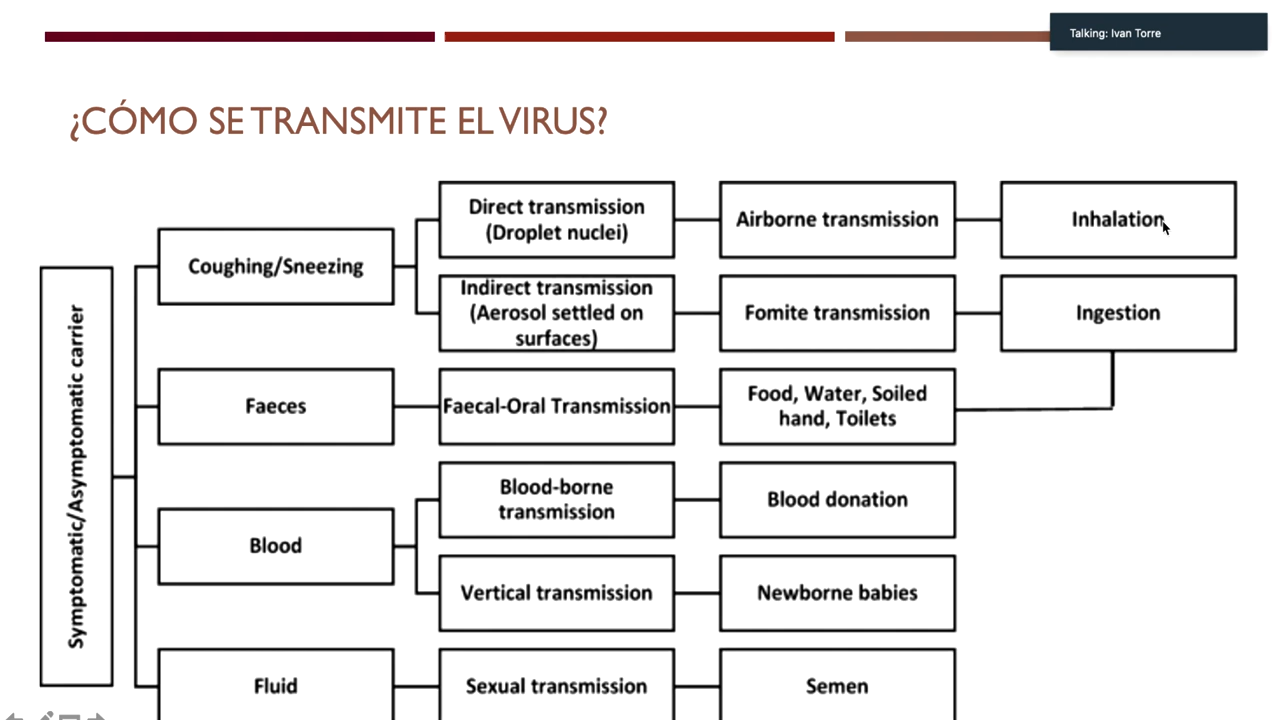 Talking: Ivan Torre
¿CÓMO SE TRANSMITE EL VIRUS?
Symptomatic/Asymptomatic carrier
Coughing/Sneezing
Direct transmission
(Droplet nuclei)
Airborne transmission
Inhalation
Indirect transmission
(Aerosol settled on
surfaces)
Fomite transmission
Ingestion
Faeces
Faecal-Oral Transmission
Food, Water, Soiled
hand, Toilets
Blood
Blood-borne
transmission
Blood donation
Vertical transmission
Newborne babies
Fluid
Sexual transmission
Semen